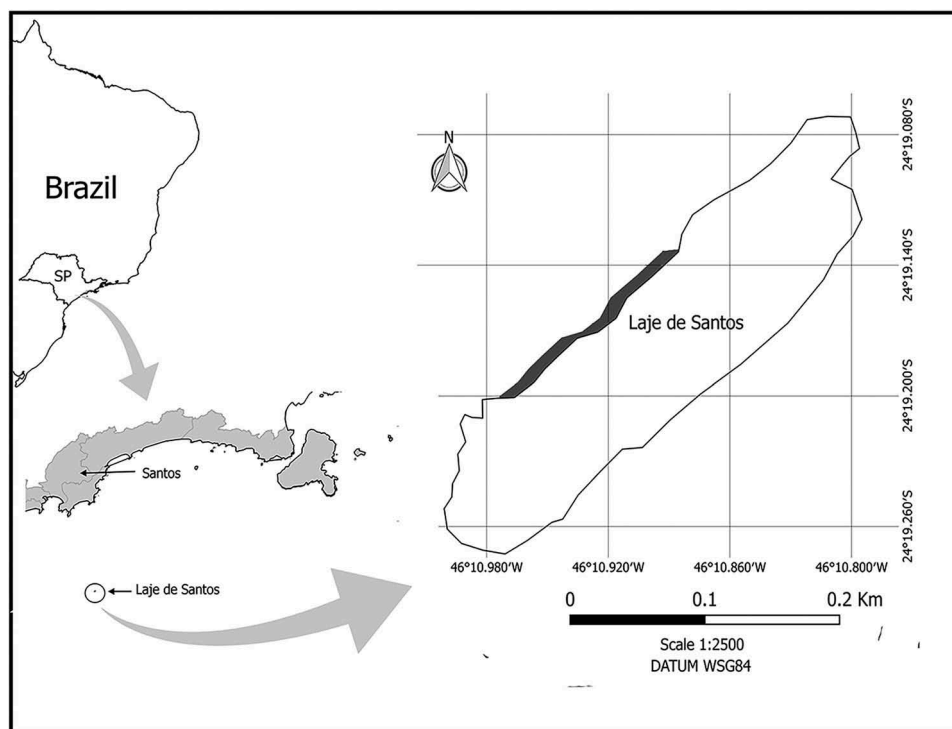 Brazil
SP
Santos
Laje de Santos
N
Laje de Santos
24°19.080'S
24°19.140'S
24°19.200'S
24°19.260'S
46°10.980'W
46°10.920'W
46°10.860'W
46°10.800'W
0
0.1
0.2 Km
Scale 1:2500
DATUM WSG84